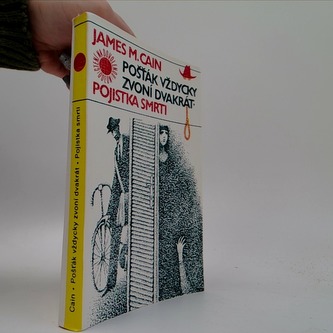 JAMES M. CAIN
POŠŤÁK VŽDYCKY
ZVONÍ DVAKRÁT
POJISTKA SMRTI
Cain • Pošťák vždycky zvoní dvakrát • Pojistka smrti